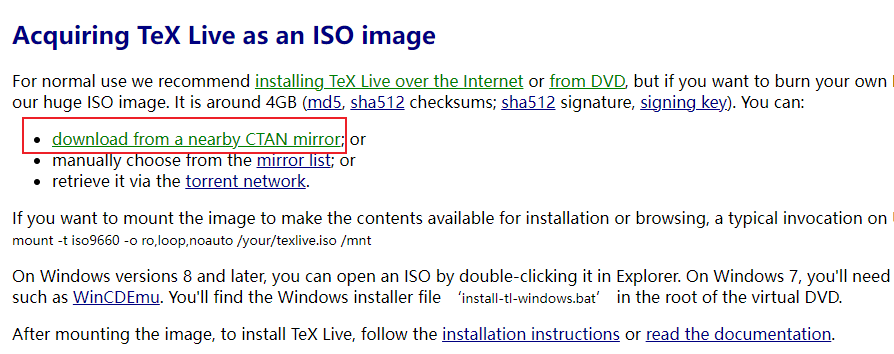 Acquiring TeX Live as an ISO image
For normal use we recommend installing TeX Live over the Internet or from DVD, but if you want to burn your own
our huge ISO image. It is around 4GB (md5, sha512 checksums; sha512 signature, signing key). You can:
• download from a nearby CTAN mirror; or
• manually choose from the mirror list; or
• retrieve it via the torrent network.
If you want to mount the image to make the contents available for installation or browsing, a typical invocation on
mount -t iso9660 -o ro,loop,noauto /your/texlive.iso /mnt
On Windows versions 8 and later, you can open an ISO by double-clicking it in Explorer. On Windows 7, you'll need
such as WinCDEmu. You'll find the Windows installer file ‘install-tl-windows.bat’ in the root of the virtual DVD.
After mounting the image, to install TeX Live, follow the installation instructions or read the documentation.